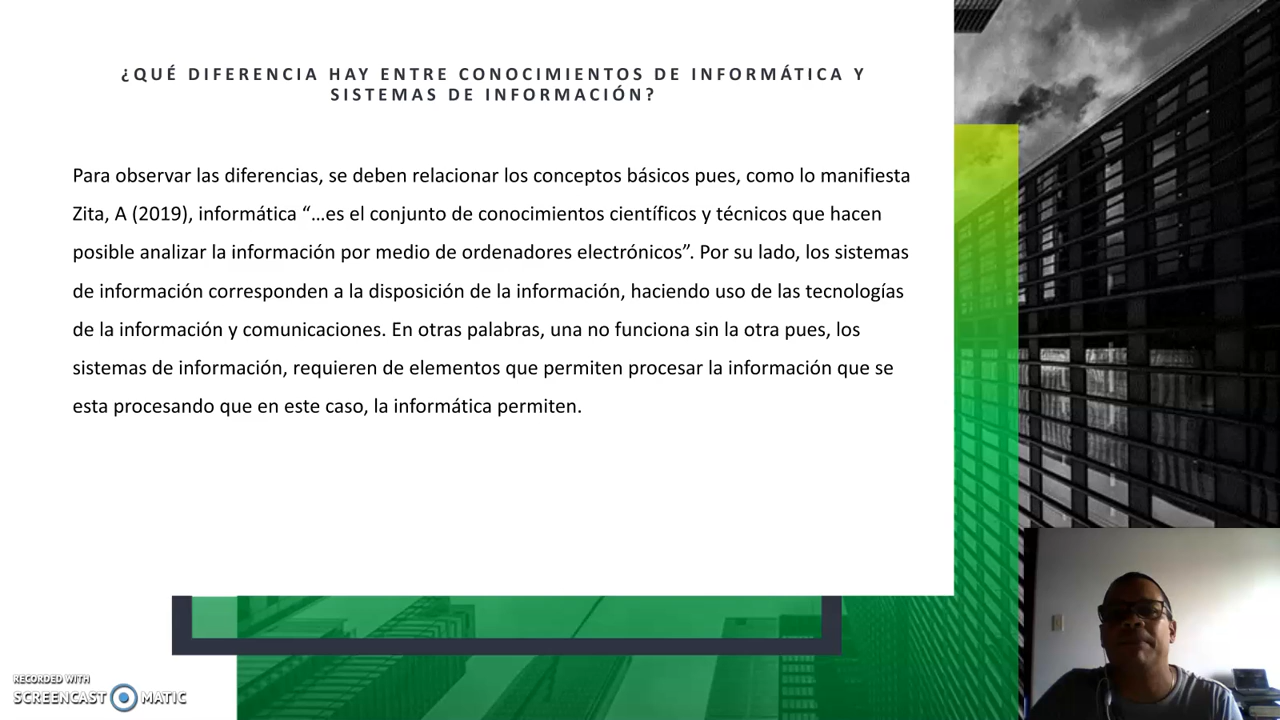 ¿QUÉ DIFERENCIA HAY ENTRE CONOCIMIENTOS DE INFORMÁTICA Y
SISTEMAS DE INFORMACIÓN?
Para observar las diferencias, se deben relacionar los conceptos básicos pues, como lo manifiesta
Zita, A (2019), informática “…es el conjunto de conocimientos científicos y técnicos que hacen
posible analizar la información por medio de ordenadores electrónicos”. Por su lado, los sistemas
de información corresponden a la disposición de la información, haciendo uso de las tecnologías
de la información y comunicaciones. En otras palabras, una no funciona sin la otra pues, los
sistemas de información, requieren de elementos que permiten procesar la información que se
esta procesando que en este caso, la informática permiten.
RECORDED WITH
SCREENCAST MATIC